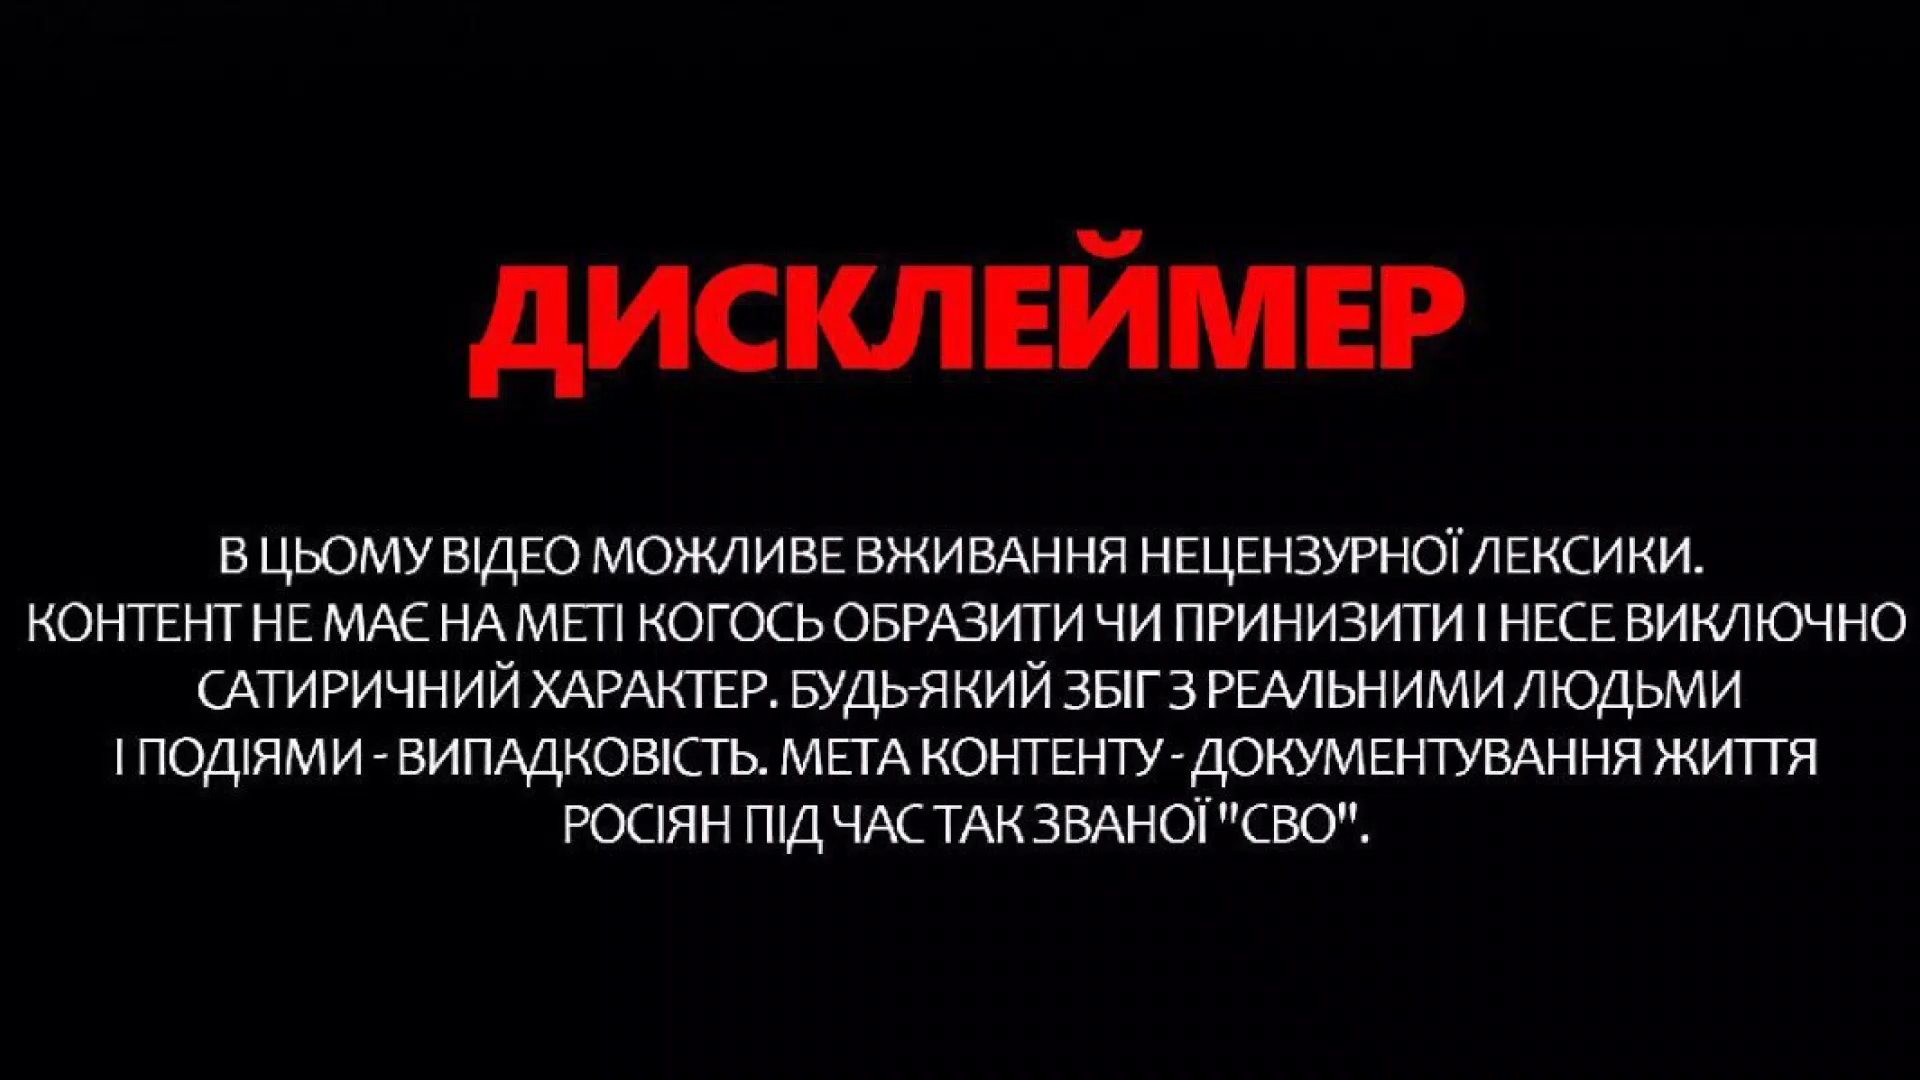 ДИСКЛЕЙМЕР
В ЦЬОМУ ВІДЕО МОЖЛИВЕ ВЖИВАННЯ НЕЦЕНЗУРНОЇ ЛЕКСИКИ.
КОНТЕНТ НЕ МАЄ НА МЕТІ КОГОСЬ ОБРАЗИТИ ЧИ ПРИНИЗИТИ І НЕСЕ ВИКЛЮЧНО
САТИРИЧНИЙ ХАРАКТЕР. БУДЬ-ЯКИЙ ЗБІГ З РЕАЛЬНИМИ ЛЮДЬМИ
І ПОДІЯМИ - ВИПАДКОВІСТЬ. МЕТА КОНТЕНТУ - ДОКУМЕНТУВАННЯ ЖИТТЯ
РОСІЯН ПІД ЧАС ТАК ЗВАНОЇ "СВО".